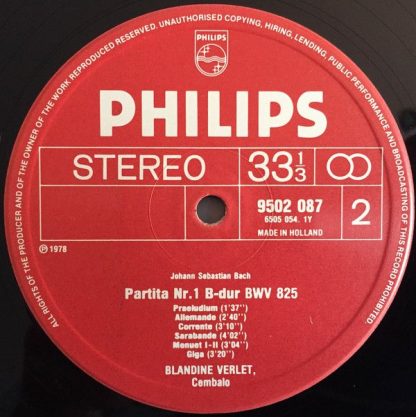 ALL RIGHTS OF THE PRODUCER AND OF THE OWNER OF THE WORK REPRODUCED RESERVED. UNAUTHORISED COPYING, HIRING, LENDING, PUBLIC PERFORMANCE AND BROADCASTING OF THIS RECORD PROHIBITED.
PHILIPS
PHILIPS
STEREO 33 1/3 2
9502 087
6505 054. 1Y
MADE IN HOLLAND
℗ 1978
Johann Sebastian Bach
Partita Nr.1 B-dur BWV 825
Praeludium (1'37'')
Allemande (2'40'')
Corrente (3'10'')
Sarabande (4'02'')
Menuet I-II (3'04'')
Giga (3'20'')
BLANDINE VERLET,
Cembalo